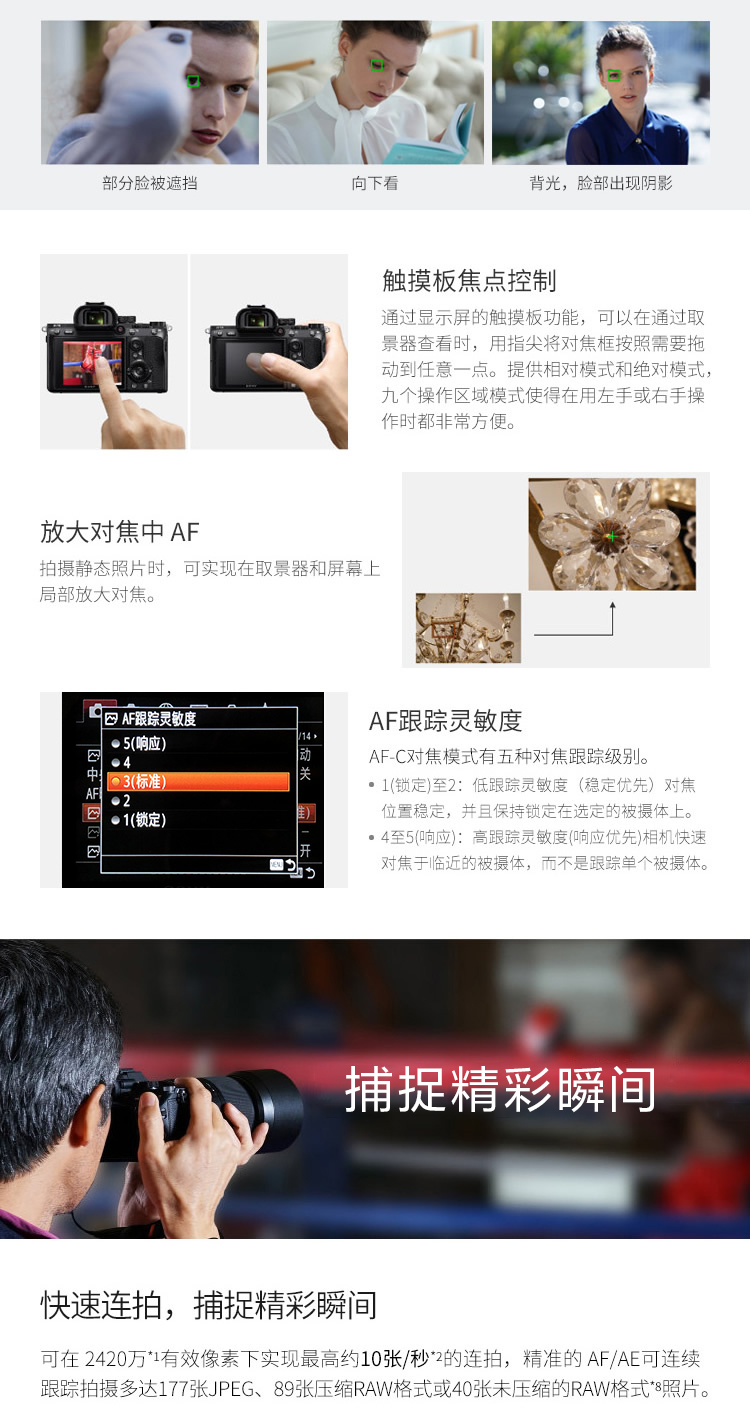 部分脸被遮挡
向下看
背光，脸部出现阴影
触摸板焦点控制
通过显示屏的触摸板功能，可以在通过取
景器查看时，用指尖将对焦框按照需要拖
动到任意一点。提供相对模式和绝对模式，
九个操作区域模式使得在用左手或右手操
作时都非常方便。
放大对焦中 AF
拍摄静态照片时，可实现在取景器和屏幕上
局部放大对焦。
AF跟踪灵敏度
5(响应)
4
3(标准)
2
1(锁定)
/14
动
中
关
AF
准)
开
MENU
AF跟踪灵敏度
AF-C对焦模式有五种对焦跟踪级别。
• 1(锁定)至2：低跟踪灵敏度（稳定优先）对焦
位置稳定，并且保持锁定在选定的被摄体上。
• 4至5(响应)：高跟踪灵敏度(响应优先)相机快速
对焦于临近的被摄体，而不是跟踪单个被摄体。
捕捉精彩瞬间
快速连拍，捕捉精彩瞬间
可在 2420万*1有效像素下实现最高约10张/秒*2的连拍，精准的 AF/AE可连续
跟踪拍摄多达177张JPEG、89张压缩RAW格式或40张未压缩的RAW格式*8照片。